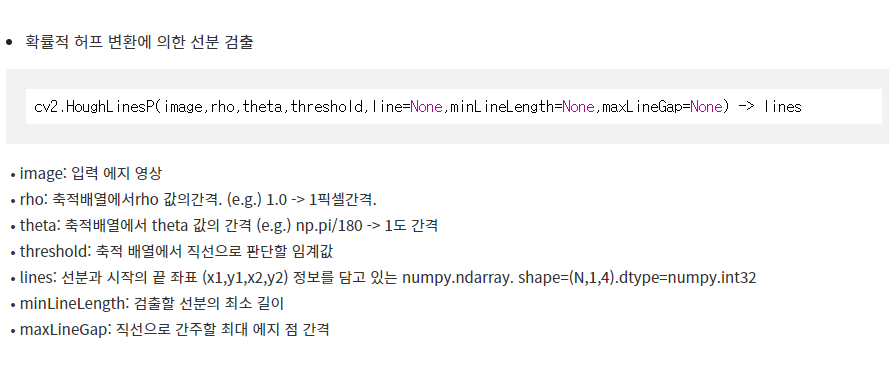 • 확률적 허프 변환에 의한 선분 검출
cv2.HoughLinesP(image,rho,theta,threshold,line=None,minLineLength=None,maxLineGap=None) -> lines
• image: 입력 에지 영상
• rho: 축적배열에서rho 값의간격. (e.g.) 1.0 -> 1픽셀간격.
• theta: 축적배열에서 theta 값의 간격 (e.g.) np.pi/180 -> 1도 간격
• threshold: 축적 배열에서 직선으로 판단할 임계값
• lines: 선분과 시작의 끝 좌표 (x1,y1,x2,y2) 정보를 담고 있는 numpy.ndarray. shape=(N,1,4).dtype=numpy.int32
• minLineLength: 검출할 선분의 최소 길이
• maxLineGap: 직선으로 간주할 최대 에지 점 간격